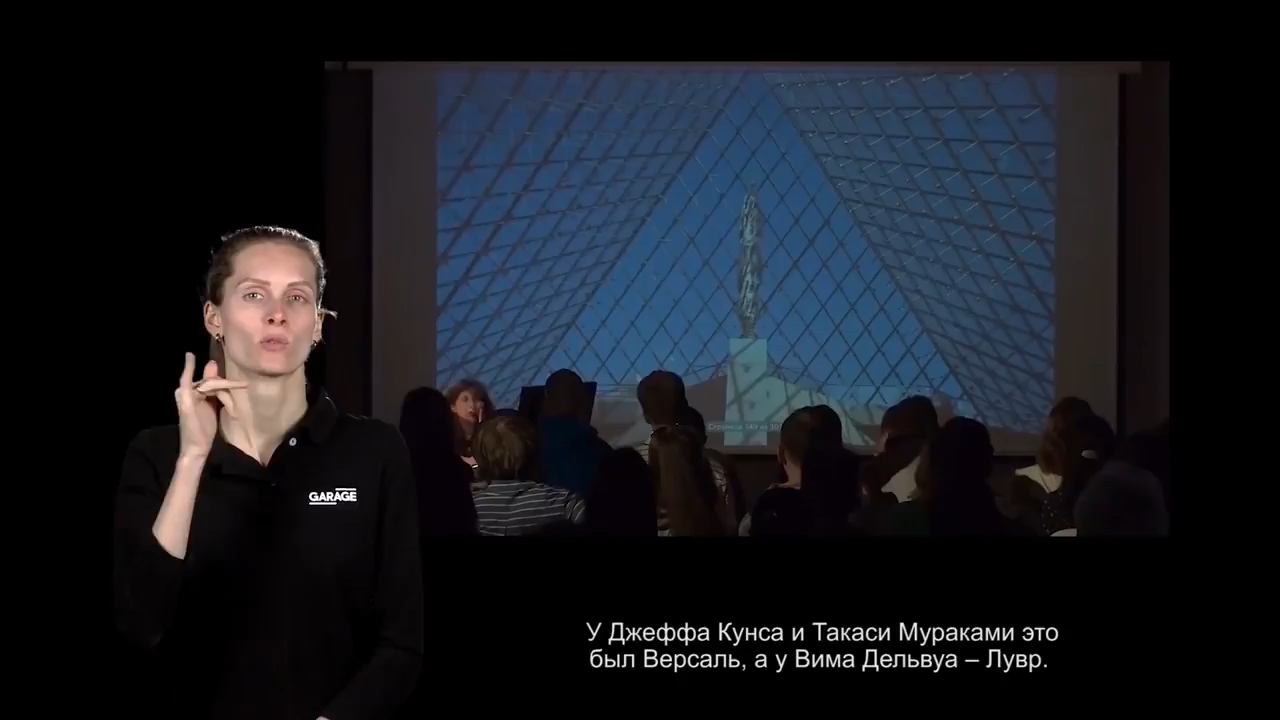 GARAGE
У Джеффа Кунса и Такаси Мураками это
был Версаль, а у Вима Дельвуа – Лувр.